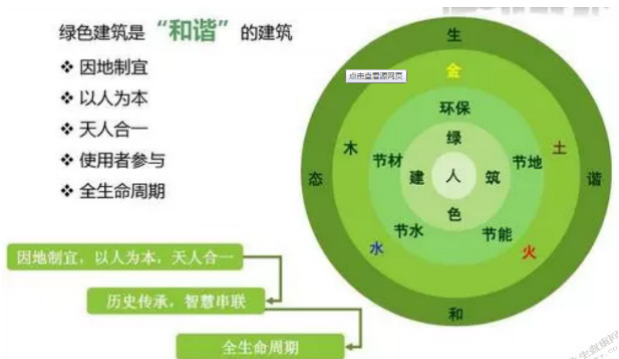 绿色建筑是“和谐”的建筑
❖ 因地制宜
❖ 以人为本
❖ 天人合一
❖ 使用者参与
❖ 全生命周期
因地制宜，以人为本，天人合一
历史传承，智慧串联
全生命周期
生
金
点击查看源网页
环保
绿
木
土
节材
节地
态
建
人
筑
谐
色
节水
节能
水
火
和